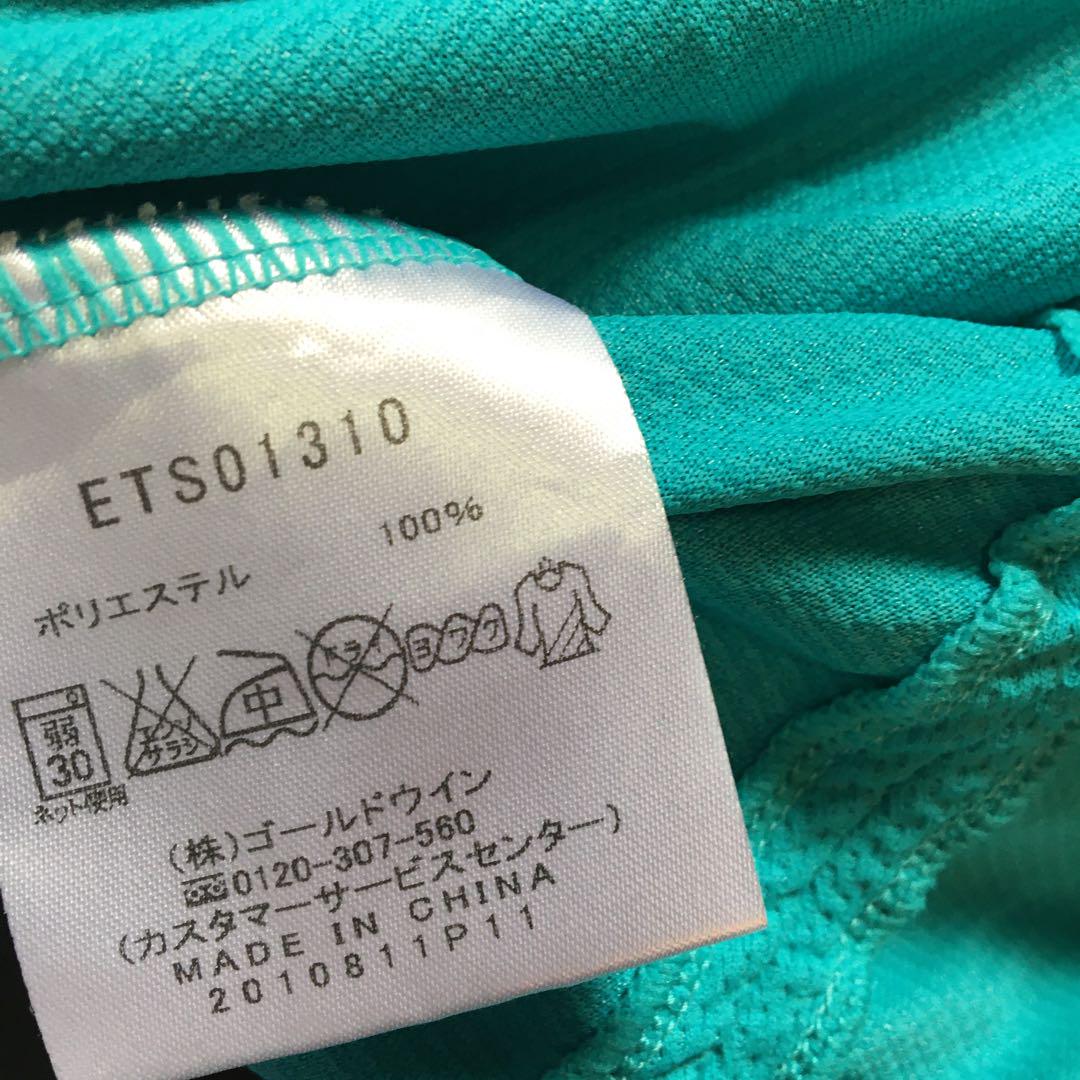 ETS01310
100%
ポリエステル
弱
30
ネット使用
エンソ
サラシ
中
ドライ
ヨワク
(株)ゴールドウイン
0120-307-560
(カスタマーサービスセンター)
MADE IN CHINA
2010811P11